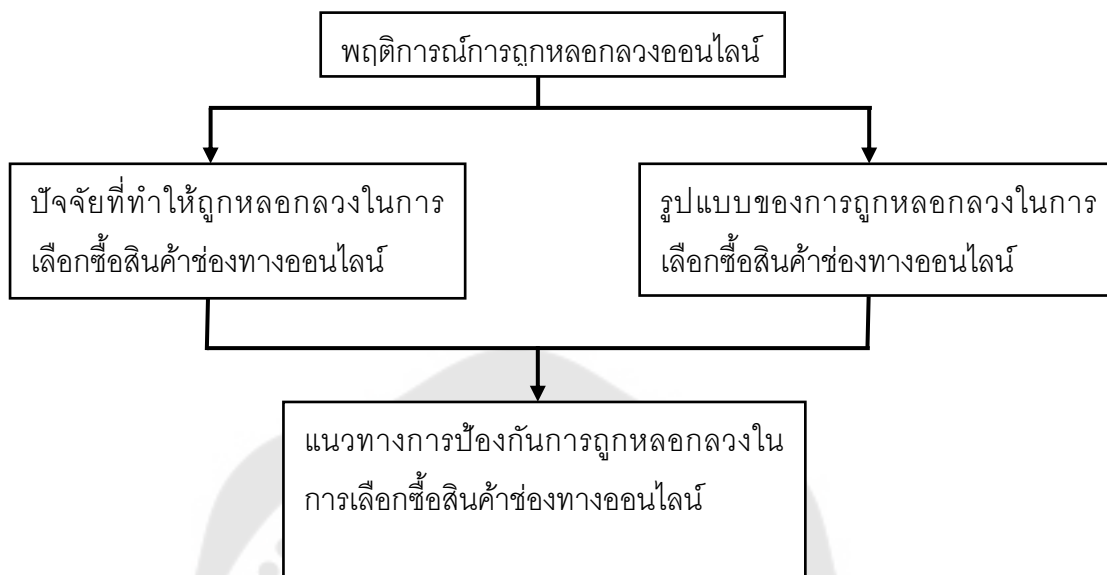 พฤติการณ์การถูกหลอกลวงออนไลน์
ปัจจัยที่ทำให้ถูกหลอกลวงในการ
เลือกซื้อสินค้าช่องทางออนไลน์
รูปแบบของการถูกหลอกลวงในการ
เลือกซื้อสินค้าช่องทางออนไลน์
แนวทางการป้องกันการถูกหลอกลวงใน
การเลือกซื้อสินค้าช่องทางออนไลน์